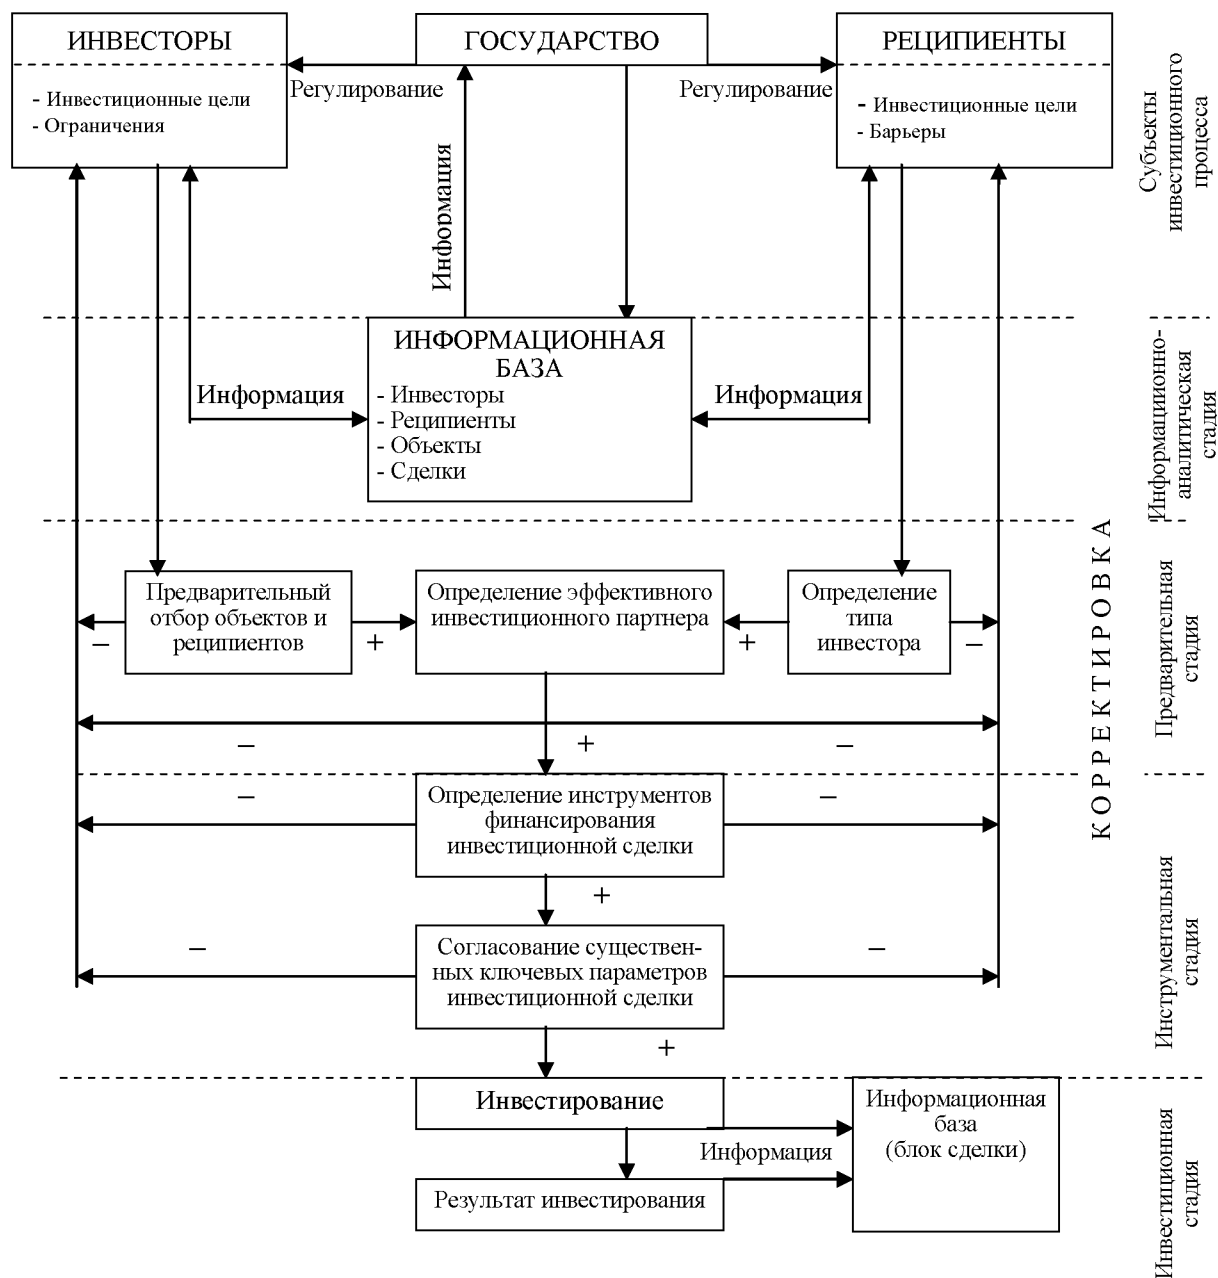 ИНВЕСТОРЫ
- Инвестиционные цели
- Ограничения
ГОСУДАРСТВО
РЕЦИПИЕНТЫ
- Инвестиционные цели
- Барьеры
Регулирование
Регулирование
Информация
Субъекты
инвестиционного
процесса
ИНФОРМАЦИОННАЯ
БАЗА
- Инвесторы
- Реципиенты
- Объекты
- Сделки
Информация
Информация
Информационно-
аналитическая
стадия
Предварительный
отбор объектов и
реципиентов
Определение эффективного
инвестиционного партнера
Определение
типа
инвестора
–
+
+
–
–
+
–
Предварительная
стадия
КОРРЕКТИРОВКА
–
–
Определение инструментов
финансирования
инвестиционной сделки
+
–
–
Согласование существен-
ных ключевых параметров
инвестиционной сделки
+
Инструментальная
стадия
Инвестирование
Информация
Результат инвестирования
Информационная
база
(блок сделки)
Инвестиционная
стадия